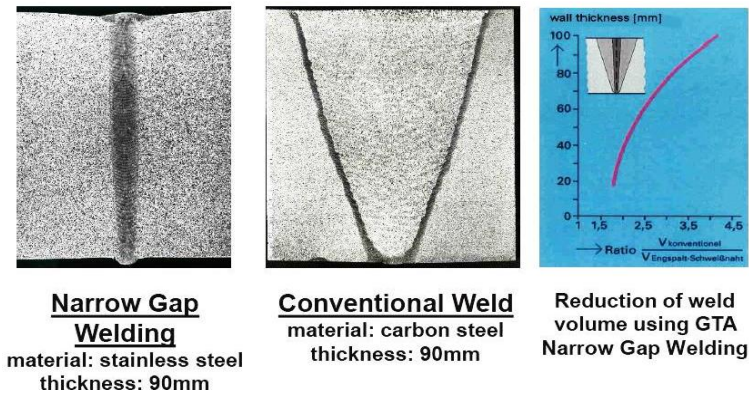 wall thickness [mm]
100
80
60
40
20
0
1 1,5 2,5 3,5 4,5
Ratio V konventionel
V Engspalt-Schweißnaht
Narrow Gap
Welding
material: stainless steel
thickness: 90mm
Conventional Weld
material: carbon steel
thickness: 90mm
Reduction of weld
volume using GTA
Narrow Gap Welding